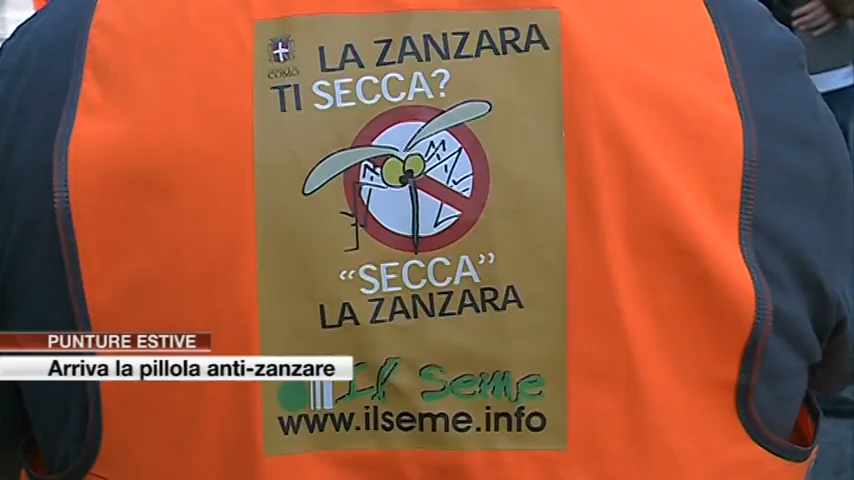 COMO
LA ZANZARA
TI SECCA?
"SECCA"
LA ZANZARA
Il Seme
www.ilseme.info
PUNTURE ESTIVE
Arriva la pillola anti-zanzare